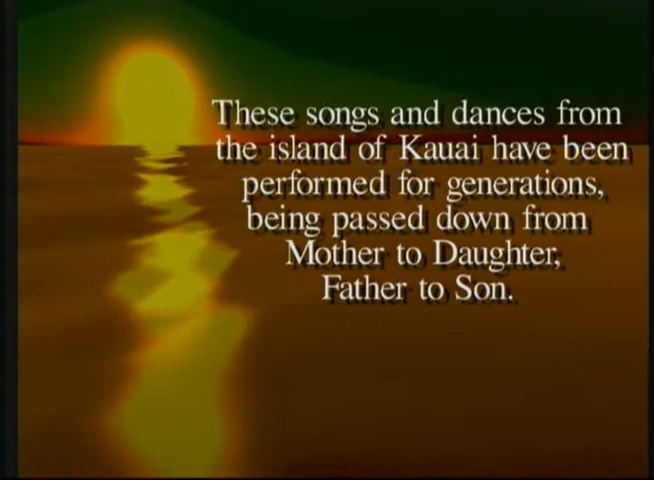 These songs and dances from
the island of Kauai have been
performed for generations,
being passed down from
Mother to Daughter,
Father to Son.